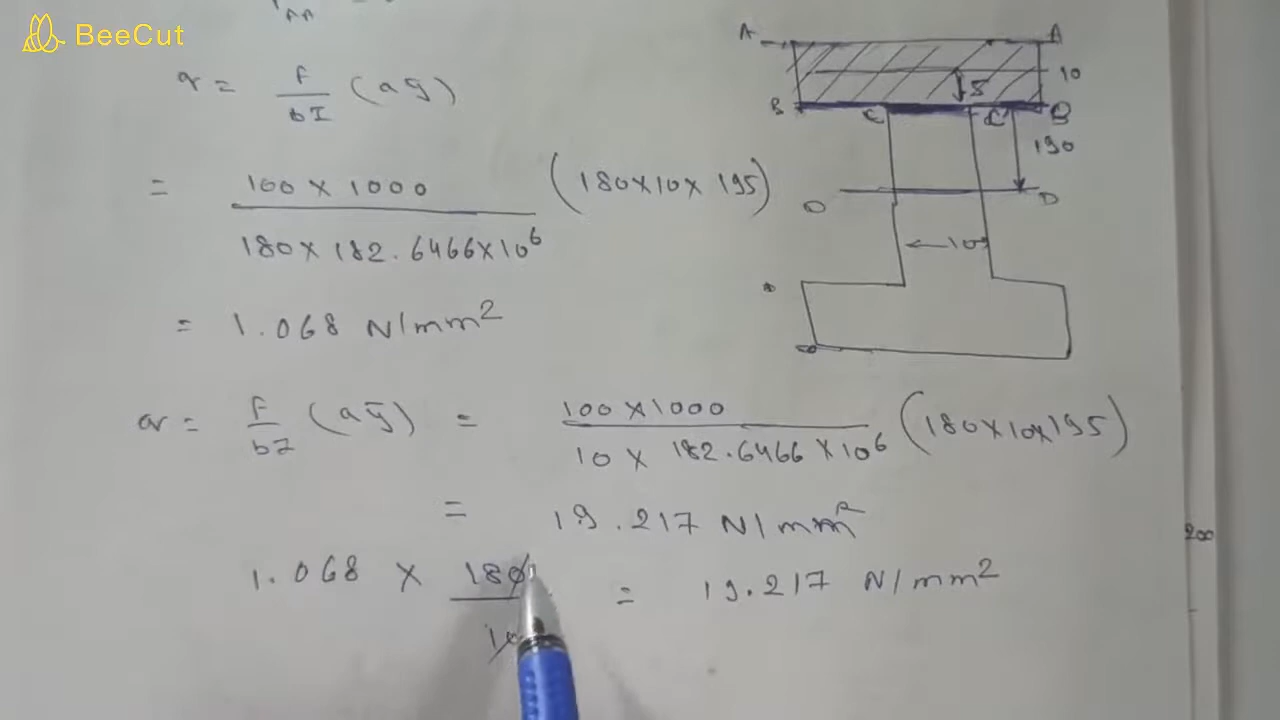 BeeCut
IAA
q = F/bI (aȳ)
= 100 × 1000 / 180 × 182.6466 × 10^6 (180×10× 195)
= 1.068 N/mm2
q = F/bI (aȳ) = 100 ×1000 / 10 × 182.6466 ×10^6 (180×10×195)
= 19.217 N/mm2
1.068 × 180/10 = 19.217 N/mm2
A A
10
5
B C C' B
190
D D
10
200